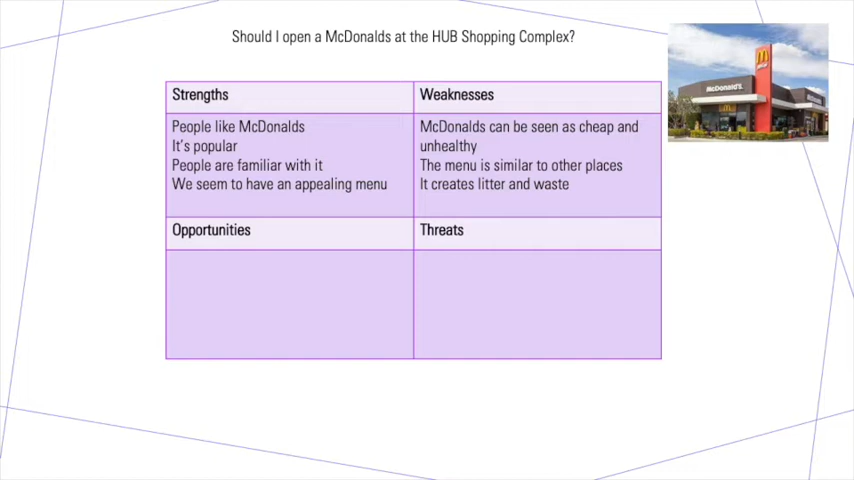 Should I open a McDonalds at the HUB Shopping Complex?
Strengths
Weaknesses
People like McDonalds
It's popular
People are familiar with it
We seem to have an appealing menu
McDonalds can be seen as cheap and
unhealthy
The menu is similar to other places
It creates litter and waste
Opportunities
Threats
McDonald's